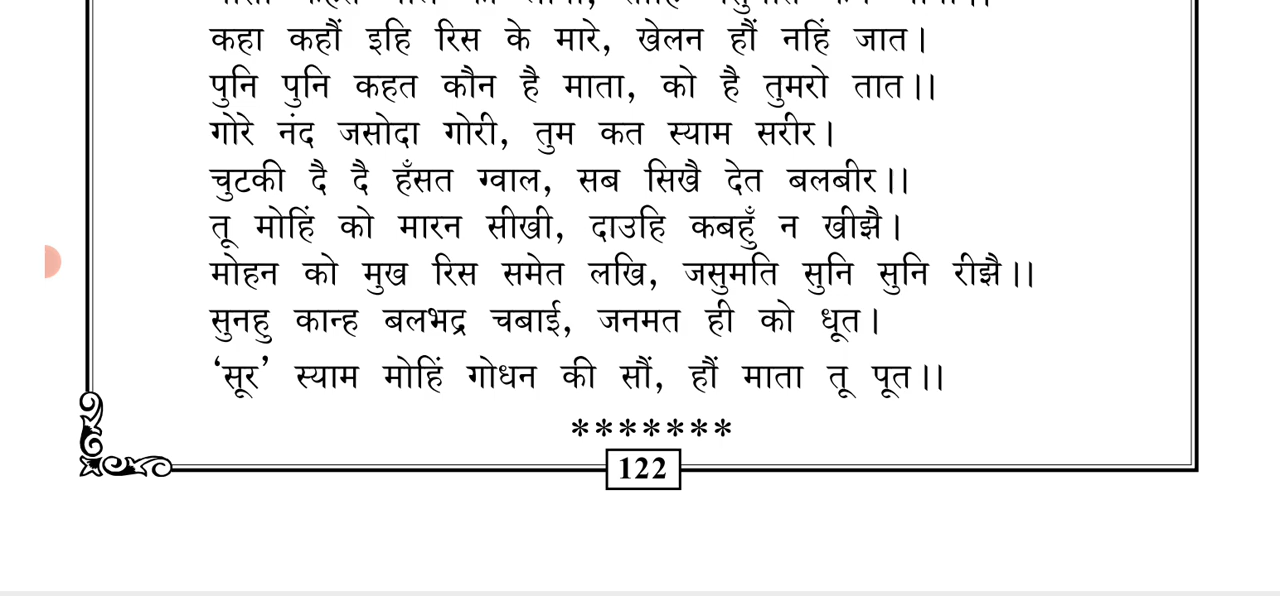 कहा कहौं इहि रिस के मारे, खेलन हौं नहिं जात।
पुनि पुनि कहत कौन है माता, को है तुमरो तात।।
गोरे नंद जसोदा गोरी, तुम कत स्याम सरीर।
चुटकी दै दै हँसत ग्वाल, सब सिखै देत बलबीर।।
तू मोहिं को मारन सीखी, दाउहि कबहुँ न खीझै।
मोहन को मुख रिस समेत लखि, जसुमति सुनि सुनि रीझै।।
सुनहु कान्ह बलभद्र चबाई, जनमत ही को धूत।
‘सूर’ स्याम मोहिं गोधन की सौं, हौं माता तू पूत।।
*******
122